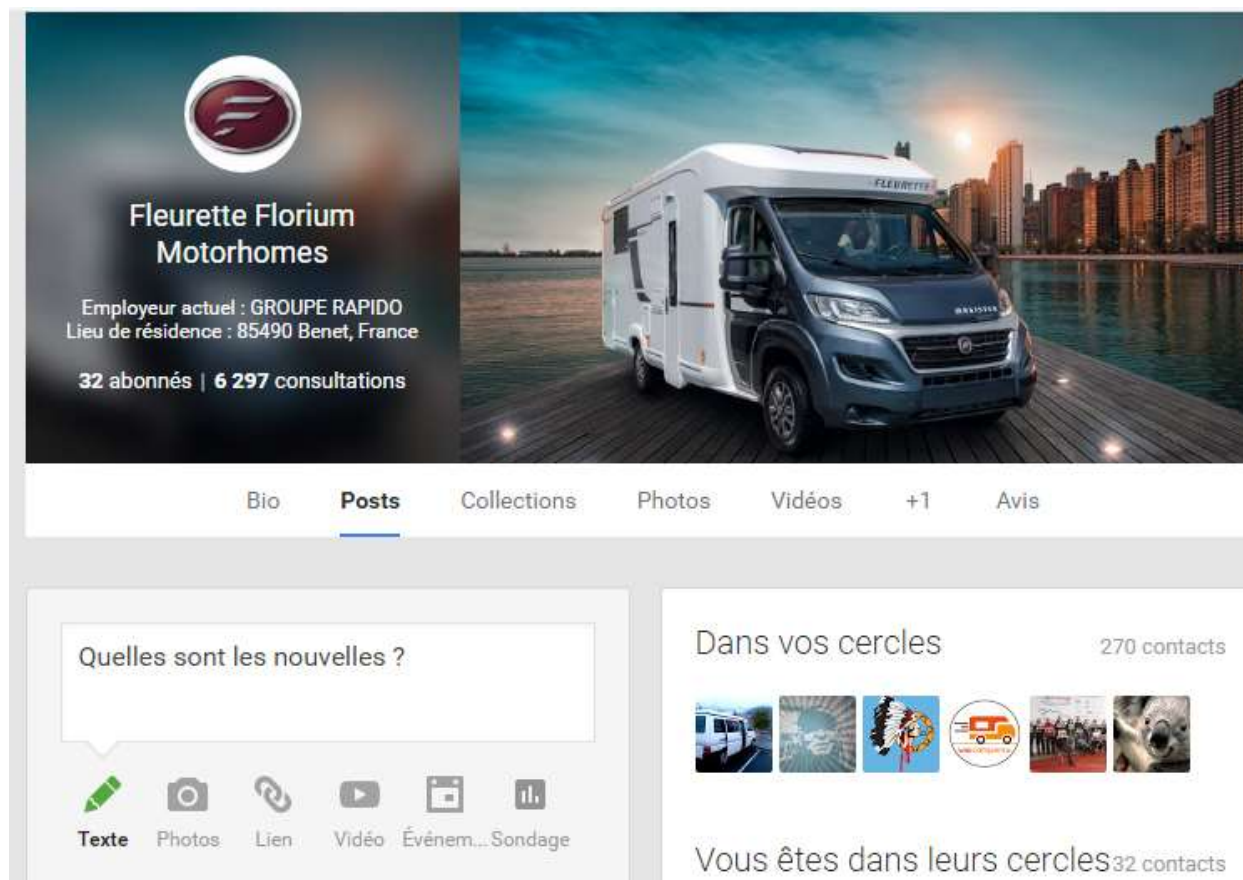 Fleurette Florium
Motorhomes
Employeur actuel : GROUPE RAPIDO
Lieu de résidence : 85490 Benet, France
32 abonnés | 6 297 consultations
FLEURETTE
Bio Posts Collections Photos Vidéos +1 Avis
Quelles sont les nouvelles ?
Texte Photos Lien Vidéo Événem... Sondage
Dans vos cercles 270 contacts
Vous êtes dans leurs cercles 32 contacts